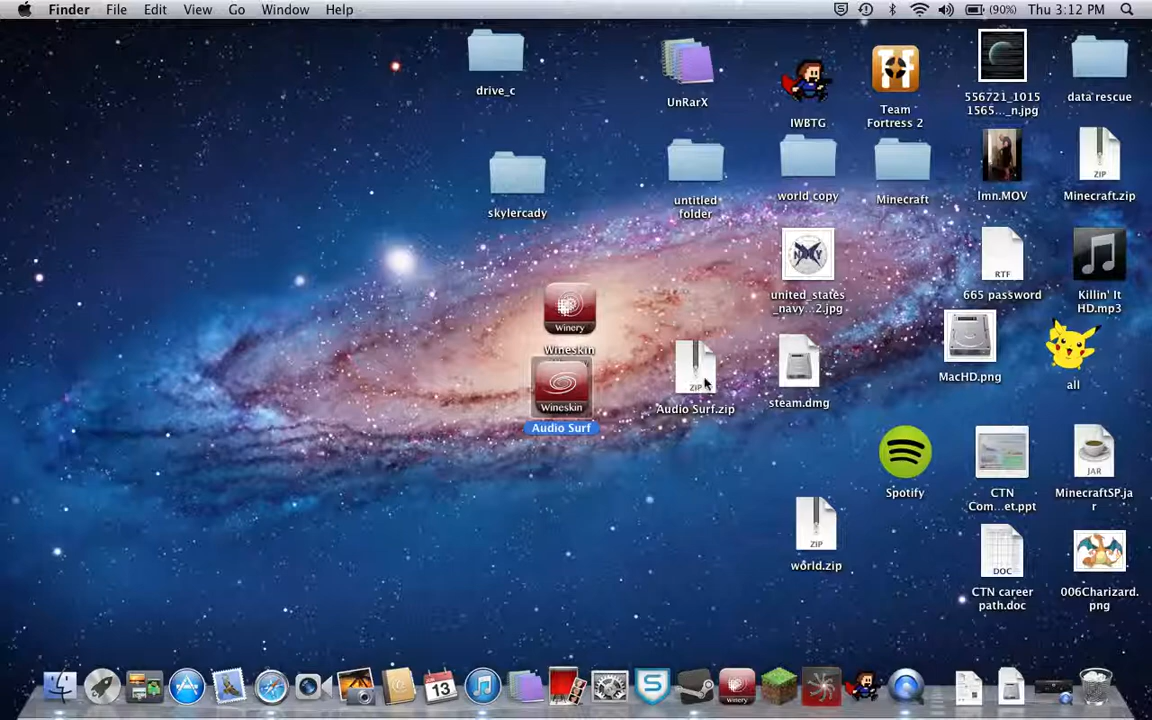 Finder File Edit View Go Window Help
(90%) Thu 3:12 PM
drive_c
UnRarX
IWBTG
Team
Fortress 2
556721_1015
1565..._n.jpg
data rescue
skylercady
untitled
folder
world copy
Minecraft
lmn.MOV
ZIP
Minecraft.zip
NAVY
united_states
_navy...2.jpg
RTF
665 password
Killin' It
HD.mp3
Winery
Wineskin
Wineskin
Audio Surf
ZIP
Audio Surf.zip
steam.dmg
MacHD.png
all
Spotify
CTN
Com...et.ppt
JAR
MinecraftSP.ja
r
ZIP
world.zip
DOC
CTN career
path.doc
006Charizard.
png
13
winery